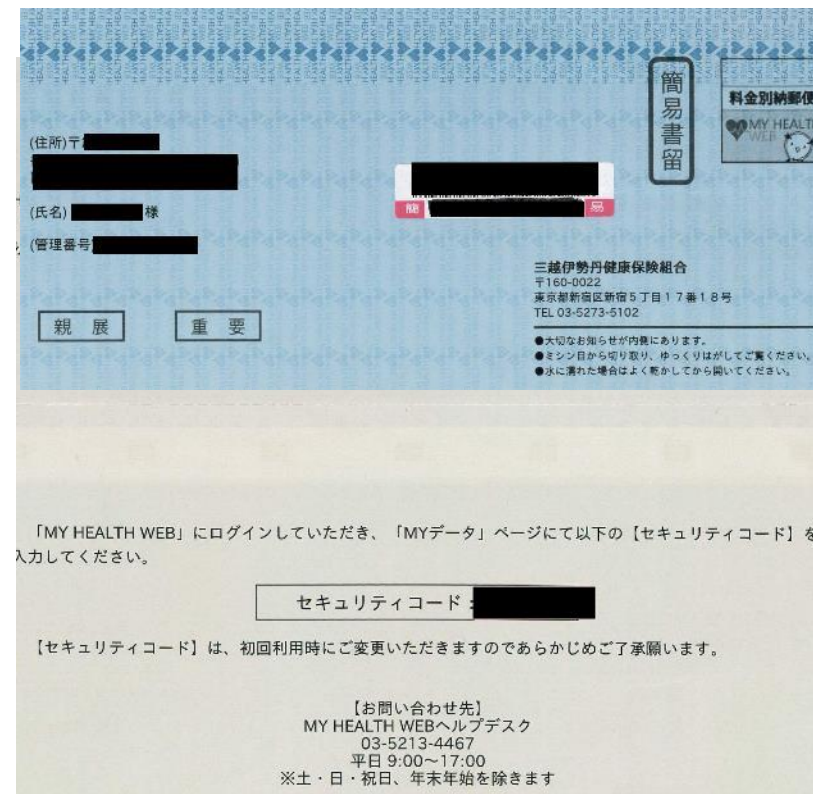 簡易書留
料金別納郵便
MY HEALTH
WEB
(住所)〒
(氏名) 様
簡 易
(管理番号)
三越伊勢丹健康保険組合
〒160-0022
東京都新宿区新宿5丁目17番18号
TEL 03-5273-5102
親 展 重 要
●大切なお知らせが内側にあります。
●ミシン目から切り取り、ゆっくりはがしてご覧ください。
●水に濡れた場合はよく乾かしてから開いてください。
「MY HEALTH WEB」にログインしていただき、「MYデータ」ページにて以下の【セキュリティコード】を
入力してください。
セキュリティコード:
【セキュリティコード】は、初回利用時にご変更いただきますのであらかじめご了承願います。
【お問い合わせ先】
MY HEALTH WEBヘルプデスク
03-5213-4467
平日 9:00～17:00
※土・日・祝日、年末年始を除きます